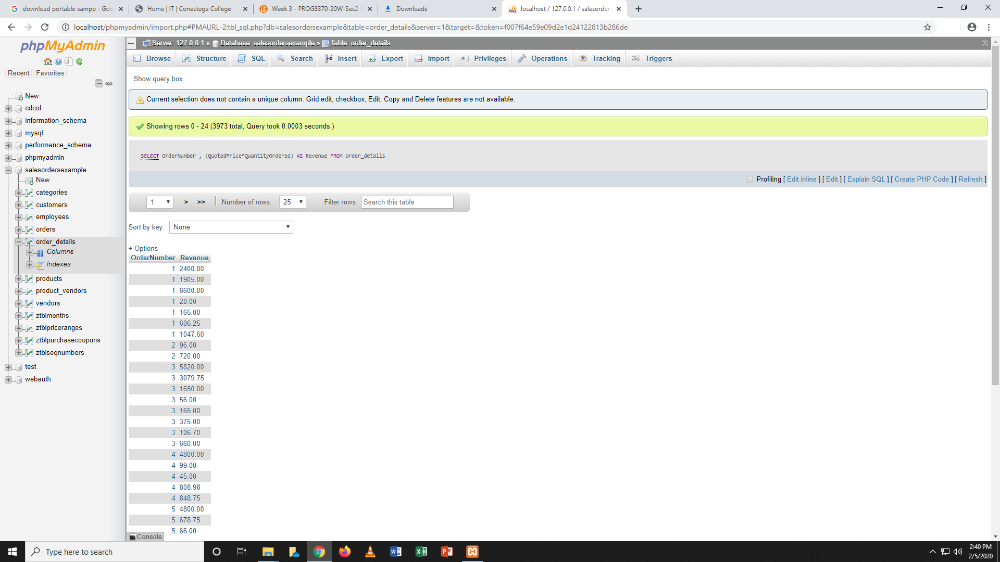 download portable xampp - Goo
Home | IT | Conestoga College
Week 3 - PROG8370-20W-Sec2-D
Downloads
localhost / 127.0.0.1 / salesorders
localhost/phpmyadmin/import.php#PMAURL-2:tbl_sql.php?db=salesordersexample&table=order_details&server=1&target=&token=f007f64e59e09d2e1d24122813b286de
phpMyAdmin
Recent Favorites
New
cdcol
information_schema
mysql
performance_schema
phpmyadmin
salesordersexample
New
categories
customers
employees
orders
order_details
Columns
Indexes
products
product_vendors
vendors
ztblmonths
ztblpriceranges
ztblpurchasecoupons
ztblseqnumbers
test
webauth
Server: 127.0.0.1 » Database: salesordersexample » Table: order_details
Browse Structure SQL Search Insert Export Import Privileges Operations Tracking Triggers
Show query box
Current selection does not contain a unique column. Grid edit, checkbox, Edit, Copy and Delete features are not available.
Showing rows 0 - 24 (3973 total, Query took 0.0003 seconds.)
SELECT OrderNumber , (QuotedPrice*QuantityOrdered) AS Revenue FROM order_details
Profiling [ Edit inline ] [ Edit ] [ Explain SQL ] [ Create PHP Code ] [ Refresh ]
1 > >> Number of rows: 25 Filter rows: Search this table
Sort by key: None
+ Options
OrderNumber Revenue
1 2400.00
1 1905.00
1 6600.00
1 28.00
1 165.00
1 606.25
1 1047.60
2 96.00
2 720.00
3 5820.00
3 3079.75
3 1650.00
3 56.00
3 165.00
3 375.00
3 106.70
3 660.00
4 4800.00
4 99.00
4 45.00
4 808.98
4 848.75
5 4800.00
5 678.75
5 66.00
Console
Type here to search
2:40 PM
2/5/2020